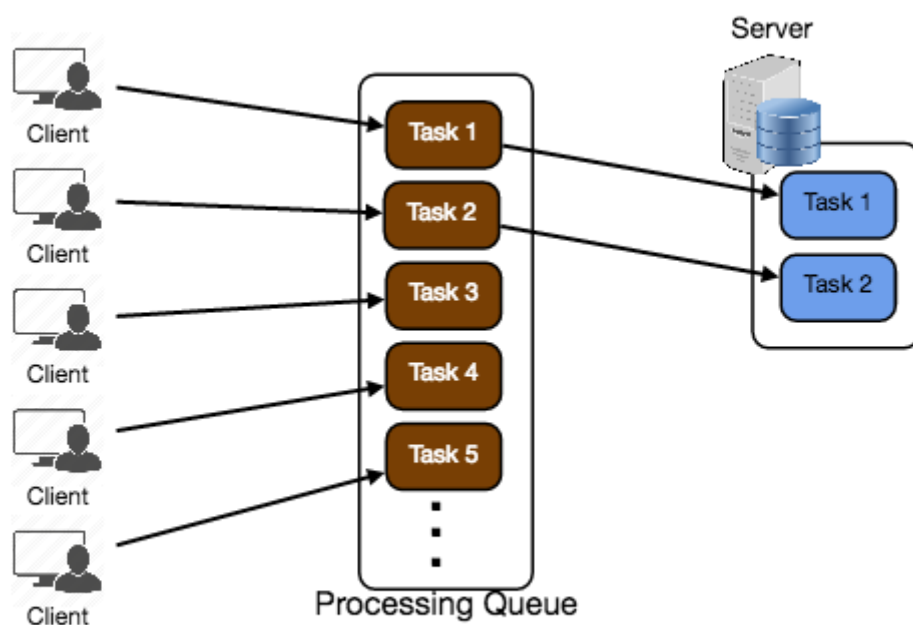 Server
Client
Client
Client
Client
Client
Task 1
Task 2
Task 3
Task 4
Task 5
Processing Queue
Task 1
Task 2